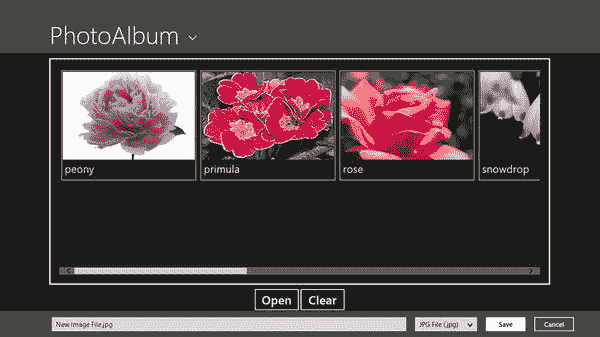 PhotoAlbum
peony primula rose snowdrop
Open Clear
New Image File.jpg JPG File (.jpg) Save Cancel